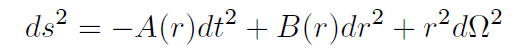 ds² = −A(r)dt² + B(r)dr² + r²dΩ²